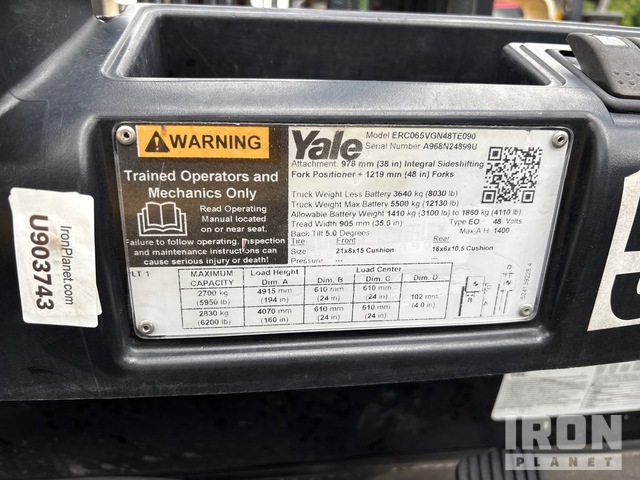 WARNING
Trained Operators and
Mechanics Only
Read Operating
Manual located
on or near seat.
Failure to follow operating, inspection
and maintenance instructions can
cause serious injury or death!
Yale
Model ERC065VGN48TE090
Serial Number A968N24899U
Attachment: 978 mm (38 in) Integral Sideshifting
Fork Positioner + 1219 mm (48 in) Forks
Truck Weight Less Battery 3640 kg (8030 lb)
Truck Weight Max Battery 5500 kg (12130 lb)
Allowable Battery Weight 1410 kg (3100 lb) to 1860 kg (4110 lb)
Tread Width 905 mm (35.6 in) Type EO - 48 Volts
Back Tilt 5.0 Degrees Max A.H. 1400
Tire Front Rear
Size 21x8x15 Cushion 16x6x10.5 Cushion
Pressure --- ---
LT 1
MAXIMUM CAPACITY Load Height Dim. A Load Center Dim. B Dim. C Dim. D
2700 kg (5950 lb) 4915 mm (194 in) 610 mm (24 in) 610 mm (24 in) 102 mm (4.0 in)
2830 kg (6200 lb) 4070 mm (160 in) 610 mm (24 in) 610 mm (24 in)
IronPlanet.com
U903743
IRON
PLANET